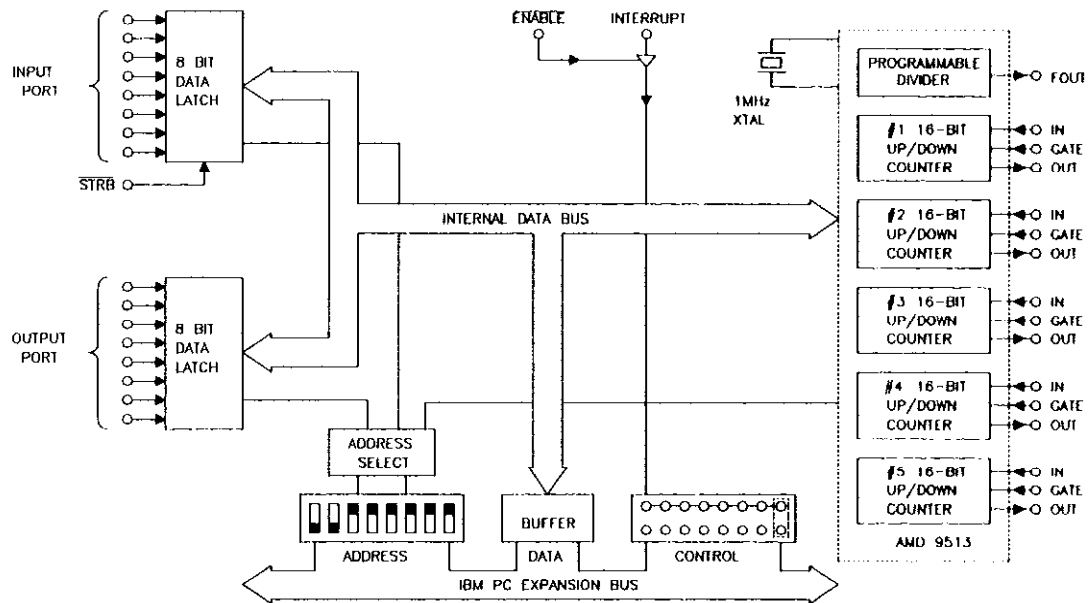 ENABLE
INTERRUPT
INPUT
PORT
8 BIT
DATA
LATCH
STRB
1MHz
XTAL
PROGRAMMABLE
DIVIDER
FOUT
#1 16-BIT
UP/DOWN
COUNTER
IN
GATE
OUT
INTERNAL DATA BUS
#2 16-BIT
UP/DOWN
COUNTER
IN
GATE
OUT
OUTPUT
PORT
8 BIT
DATA
LATCH
#3 16-BIT
UP/DOWN
COUNTER
IN
GATE
OUT
#4 16-BIT
UP/DOWN
COUNTER
IN
GATE
OUT
ADDRESS
SELECT
#5 16-BIT
UP/DOWN
COUNTER
IN
GATE
OUT
BUFFER
ADDRESS
DATA
CONTROL
AMD 9513
IBM PC EXPANSION BUS